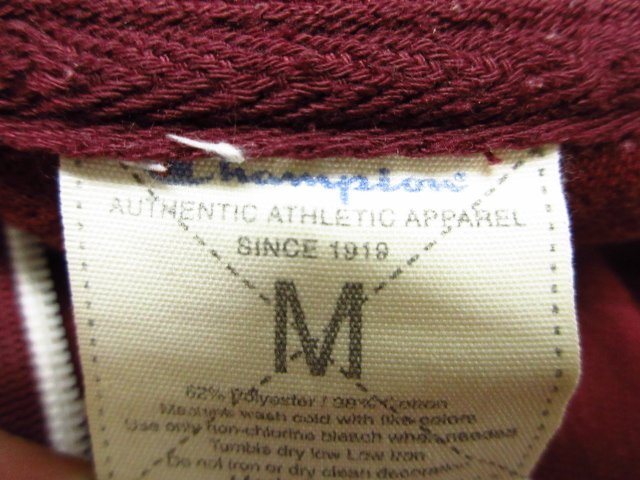 Champion
AUTHENTIC ATHLETIC APPAREL
SINCE 1919
M
62% Polyester / 38% Cotton
Machine wash cold with like colors
Use only non-chlorine bleach when needed
Tumble dry low Low Iron
Do not Iron or dry clean